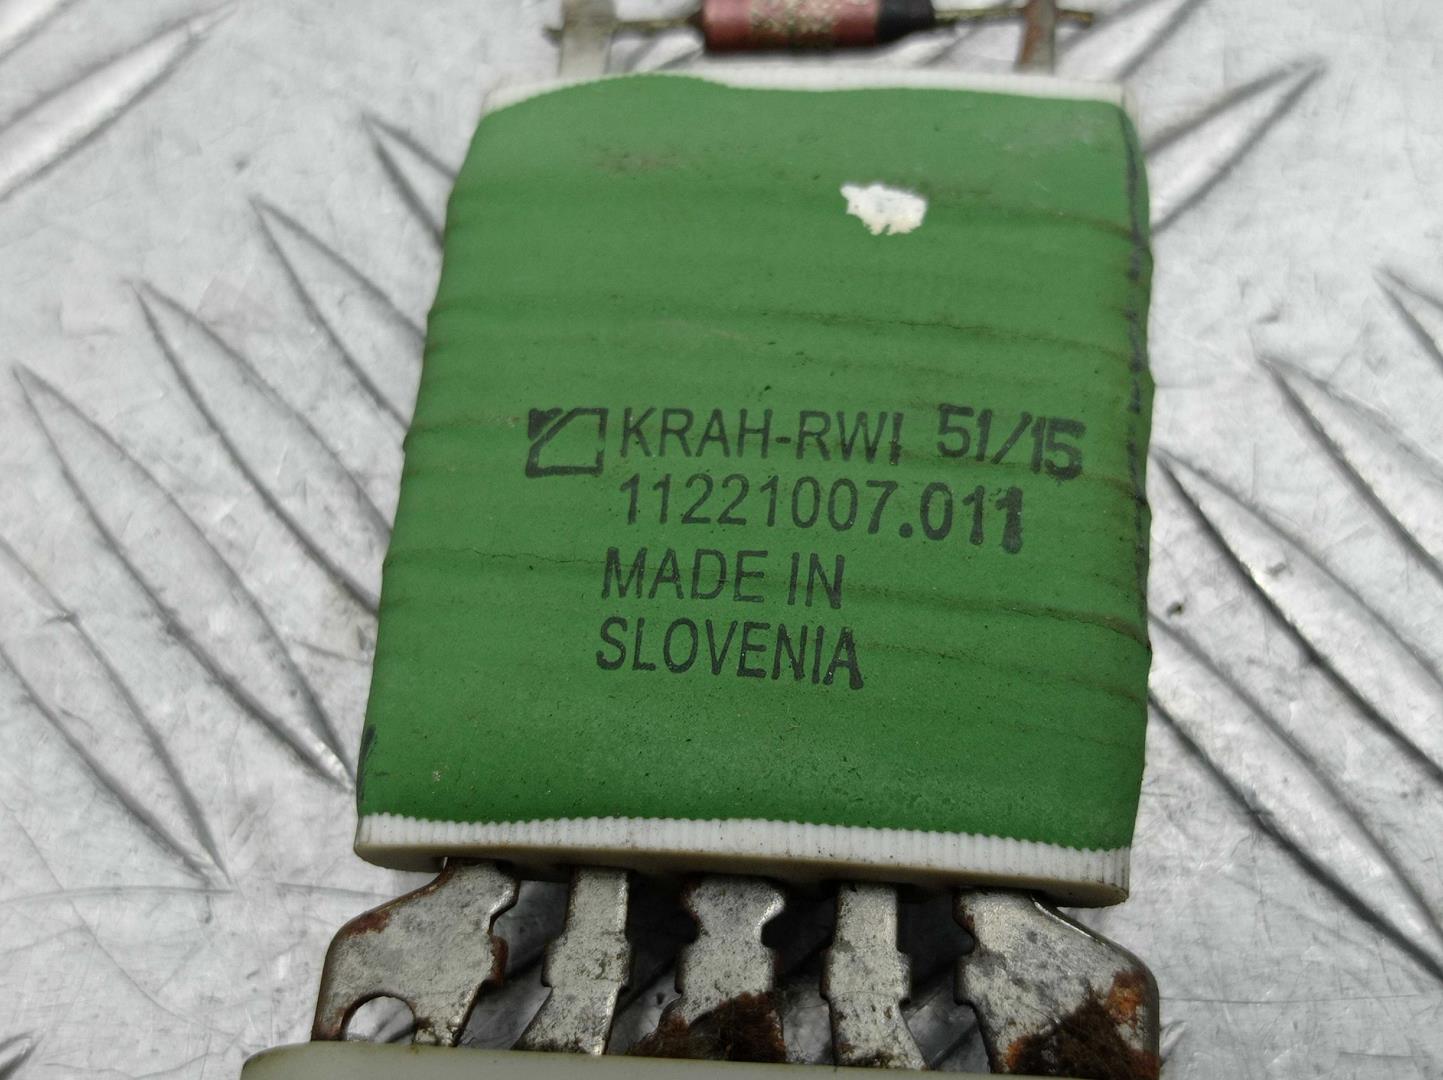 KRAH-RWI 51/15
11221007.011
MADE IN
SLOVENIA